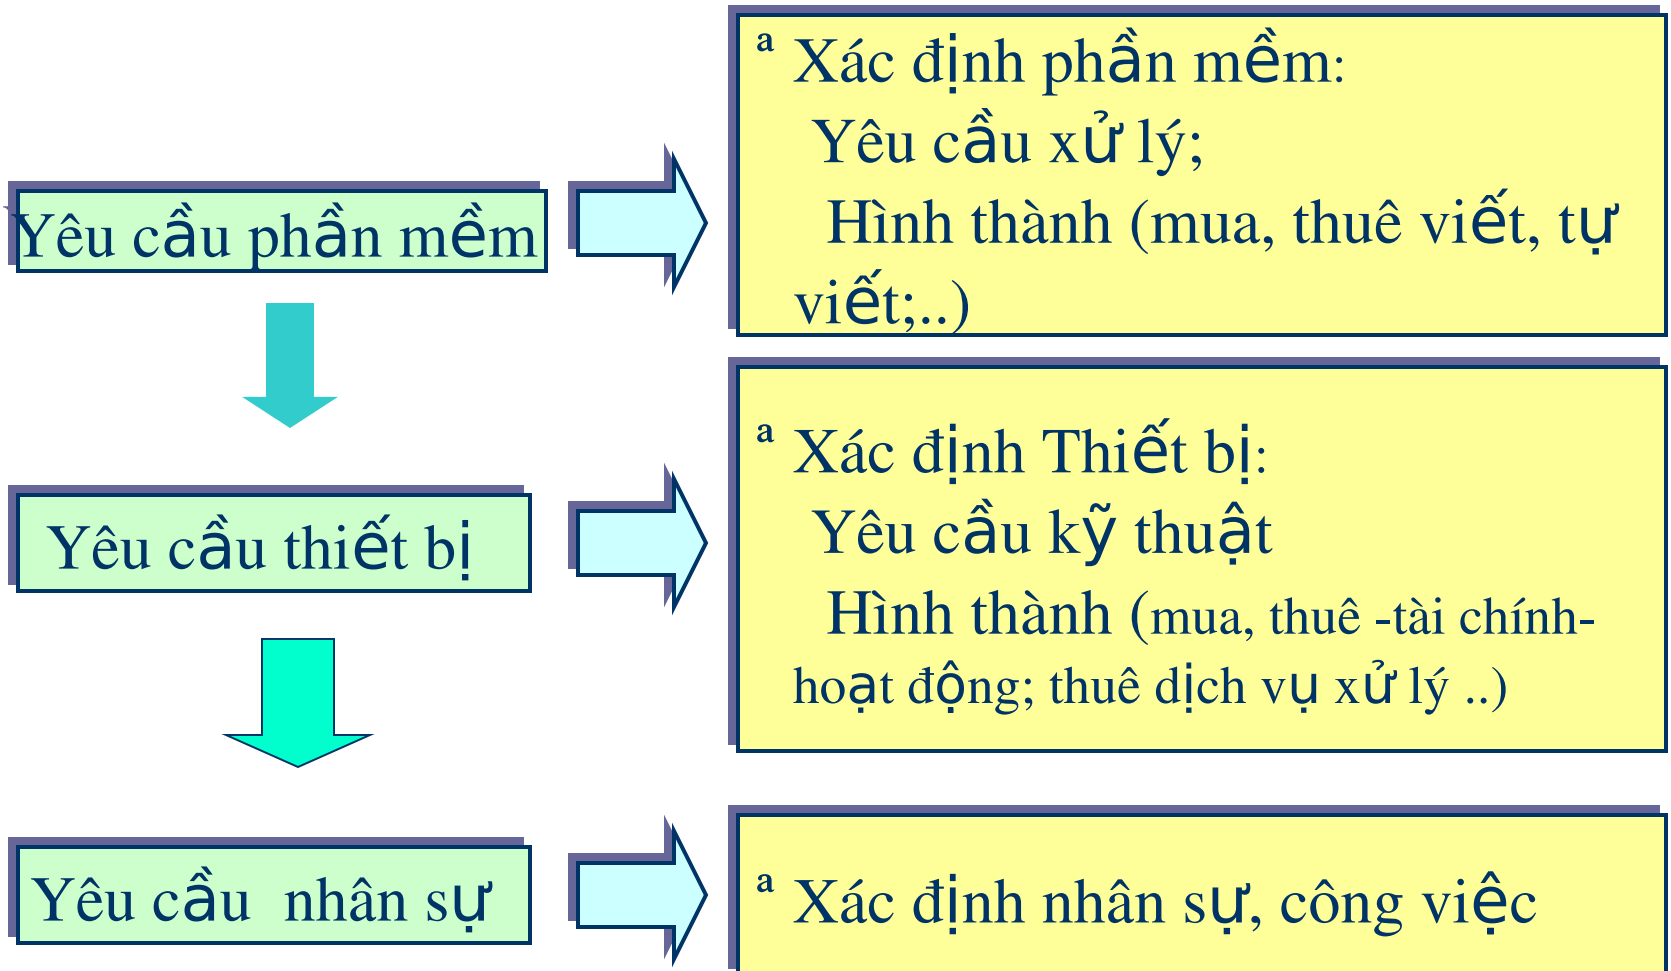 ª Xác định phần mềm:
Yêu cầu xử lý;
Hình thành (mua, thuê viết, tự
viết;..)
Yêu cầu phần mềm
ª Xác định Thiết bị:
Yêu cầu kỹ thuật
Hình thành (mua, thuê -tài chính-
hoạt động; thuê dịch vụ xử lý ..)
Yêu cầu thiết bị
Yêu cầu nhân sự
ª Xác định nhân sự, công việc